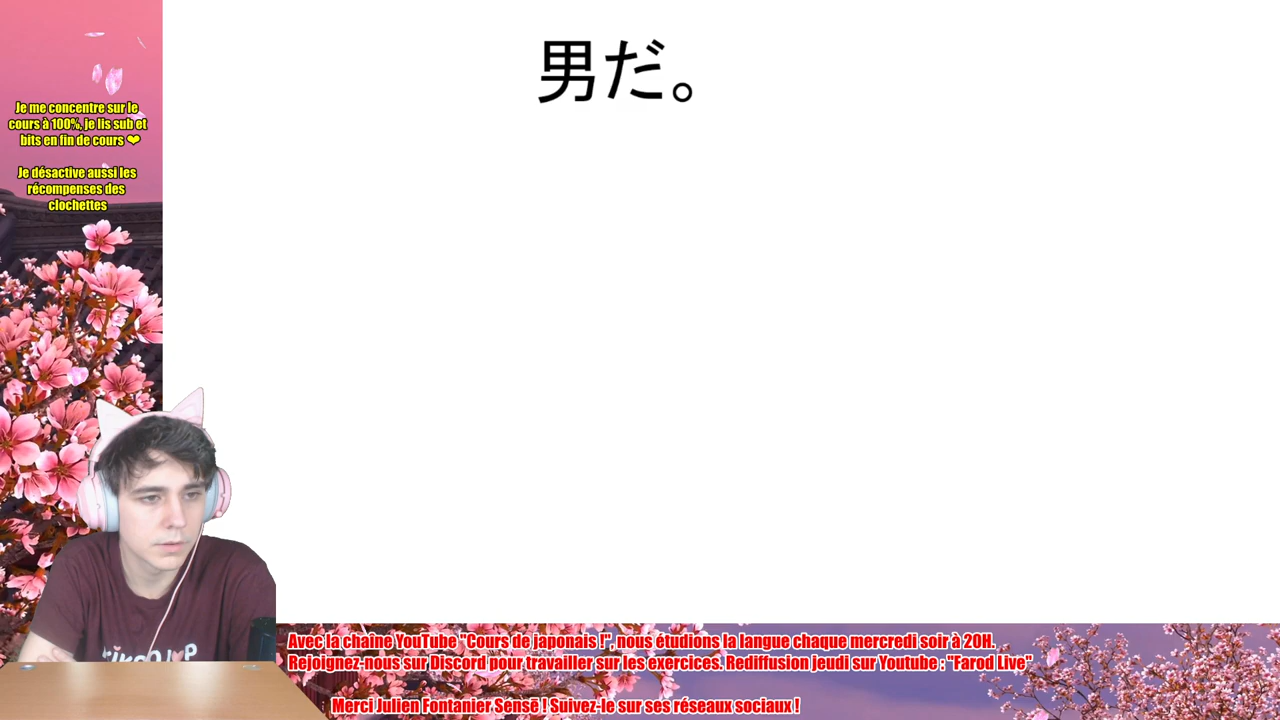 男だ。
Je me concentre sur le
cours à 100%, je lis sub et
bits en fin de cours ❤
Je désactive aussi les
récompenses des
clochettes
Avec la chaîne YouTube "Cours de japonais !", nous étudions la langue chaque mercredi soir à 20H.
Rejoignez-nous sur Discord pour travailler sur les exercices. Rediffusion jeudi sur Youtube : "Farod Live"
Merci Julien Fontanier Sensē ! Suivez-le sur ses réseaux sociaux !